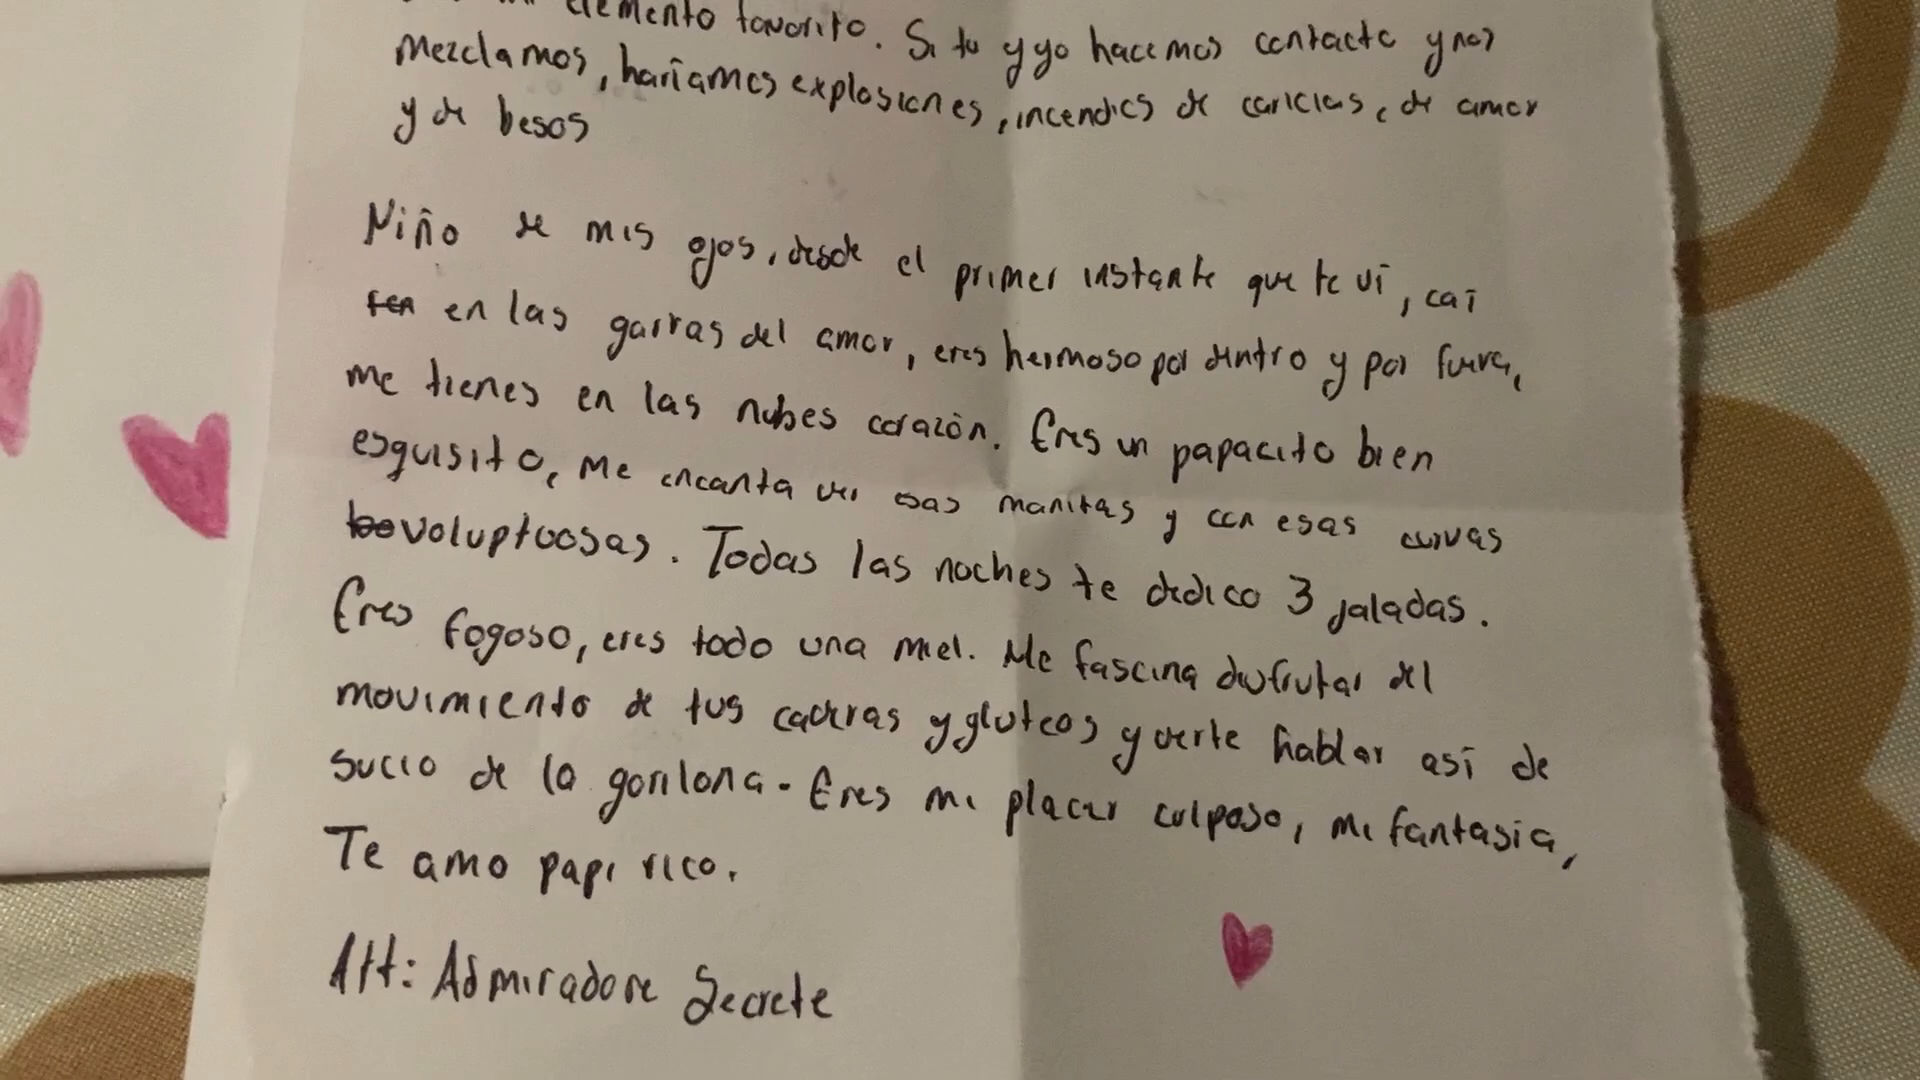 elemento favorito. Si tu y yo hacemos contacto y nos
mezclamos, haríamos explosiones, incendios de caricias, de amor
y de besos
Niño de mis ojos, desde el primer instante que te ví, caí
en las garras del amor, eres hermoso por dentro y por fuera,
me tienes en las nubes corazón. Eres un papacito bien
esquisito, me encanta ver esas manitas y con esas curvas
voluptuosas. Todas las noches te dedico 3 jaladas.
Eres fogoso, eres todo una miel. Me fascina disfrutar del
movimiento de tus caderas y gluteos y verte hablar así de
sucio de la gorilona. Eres mi placer culposo, mi fantasía,
Te amo papi rico.
Att: Admiradore Secrete